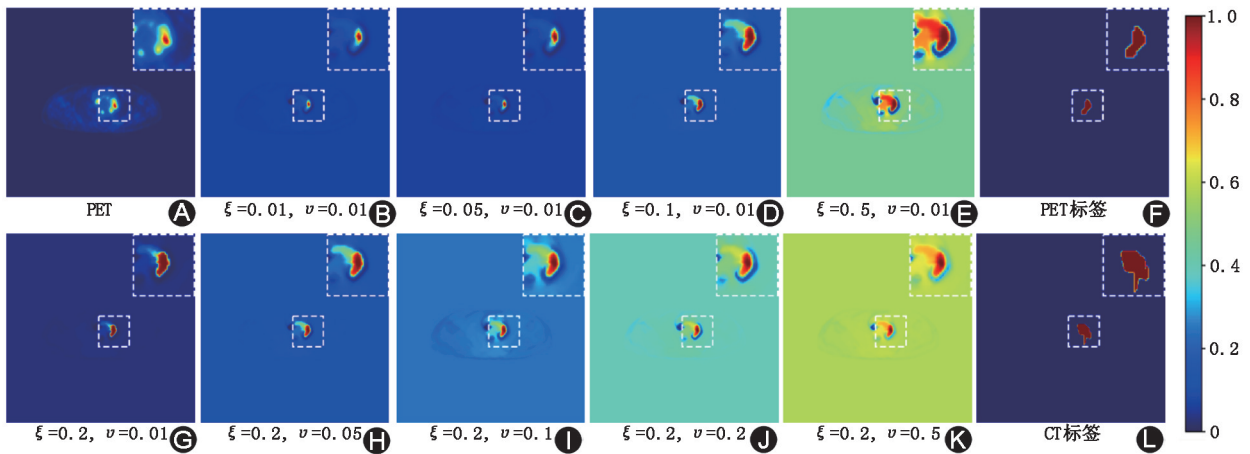 PET A
ξ=0.01, υ=0.01 B
ξ=0.05, υ=0.01 C
ξ=0.1, υ=0.01 D
ξ=0.5, υ=0.01 E
PET标签 F
ξ=0.2, υ=0.01 G
ξ=0.2, υ=0.05 H
ξ=0.2, υ=0.1 I
ξ=0.2, υ=0.2 J
ξ=0.2, υ=0.5 K
CT标签 L
1.0
0.8
0.6
0.4
0.2
0